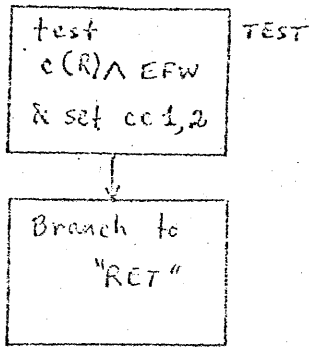 test
TEST
c(R)∧ EFW
& set cc1,2
Branch to
"RET"